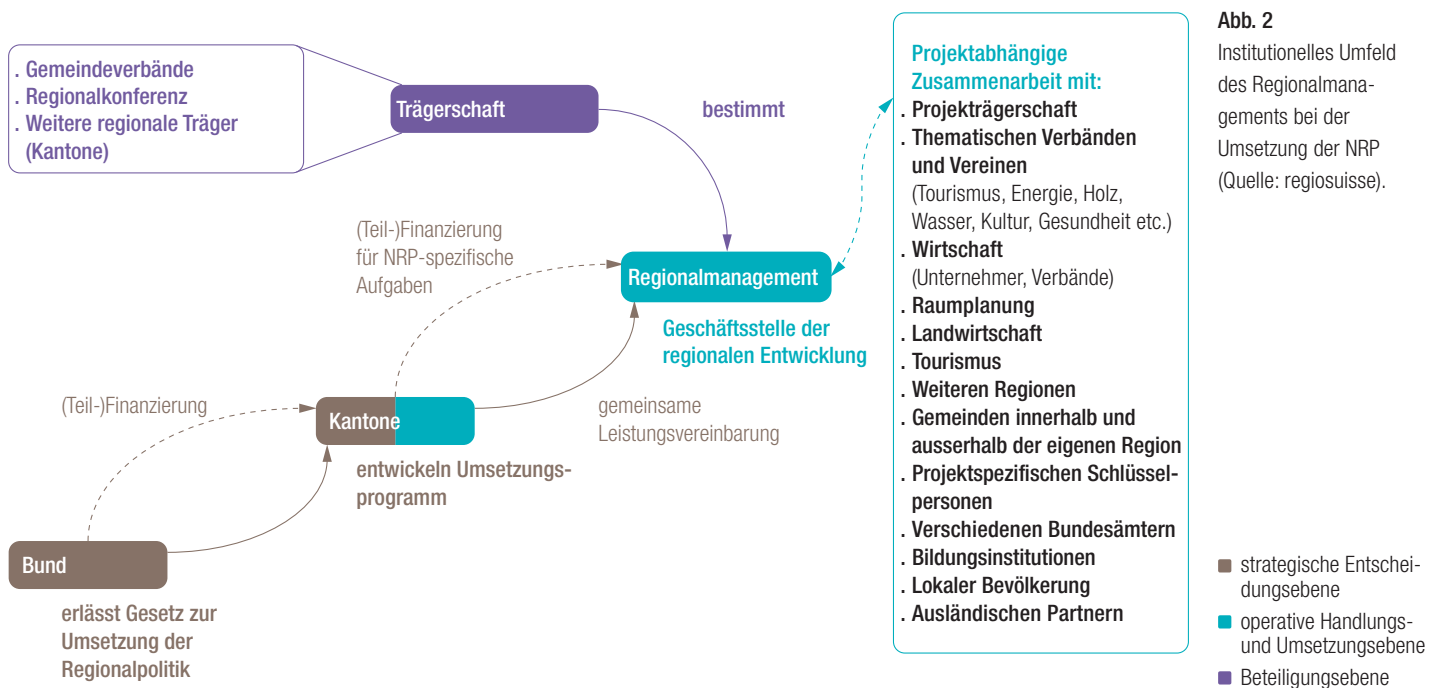 . Gemeindeverbände
. Regionalkonferenz
. Weitere regionale Träger
(Kantone)
Trägerschaft
bestimmt
(Teil-)Finanzierung
für NRP-spezifische
Aufgaben
Regionalmanagement
Geschäftsstelle der
regionalen Entwicklung
(Teil-)Finanzierung
Kantone
entwickeln Umsetzungs-
programm
gemeinsame
Leistungsvereinbarung
Bund
erlässt Gesetz zur
Umsetzung der
Regionalpolitik
Projektabhängige
Zusammenarbeit mit:
. Projekträgerschaft
. Thematischen Verbänden
und Vereinen
(Tourismus, Energie, Holz,
Wasser, Kultur, Gesundheit etc.)
. Wirtschaft
(Unternehmer, Verbände)
. Raumplanung
. Landwirtschaft
. Tourismus
. Weiteren Regionen
. Gemeinden innerhalb und
ausserhalb der eigenen Region
. Projektspezifischen Schlüssel-
personen
. Verschiedenen Bundesämtern
. Bildungsinstitutionen
. Lokaler Bevölkerung
. Ausländischen Partnern
Abb. 2
Institutionelles Umfeld
des Regionalmana-
gements bei der
Umsetzung der NRP
(Quelle: regiosuisse).
strategische Entschei-
dungsebene
operative Handlungs-
und Umsetzungsebene
Beteiligungsebene